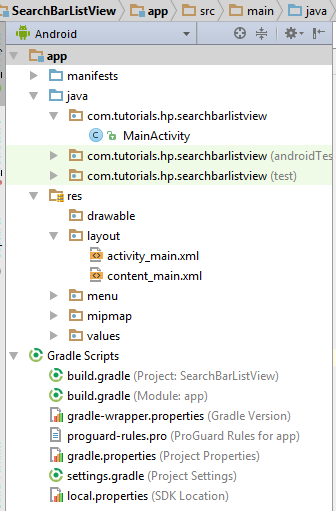 SearchBarListView app src main java
Android
app
manifests
java
com.tutorials.hp.searchbarlistview
MainActivity
com.tutorials.hp.searchbarlistview (androidTes
com.tutorials.hp.searchbarlistview (test)
res
drawable
layout
activity_main.xml
content_main.xml
menu
mipmap
values
Gradle Scripts
build.gradle (Project: SearchBarListView)
build.gradle (Module: app)
gradle-wrapper.properties (Gradle Version)
proguard-rules.pro (ProGuard Rules for app)
gradle.properties (Project Properties)
settings.gradle (Project Settings)
local.properties (SDK Location)